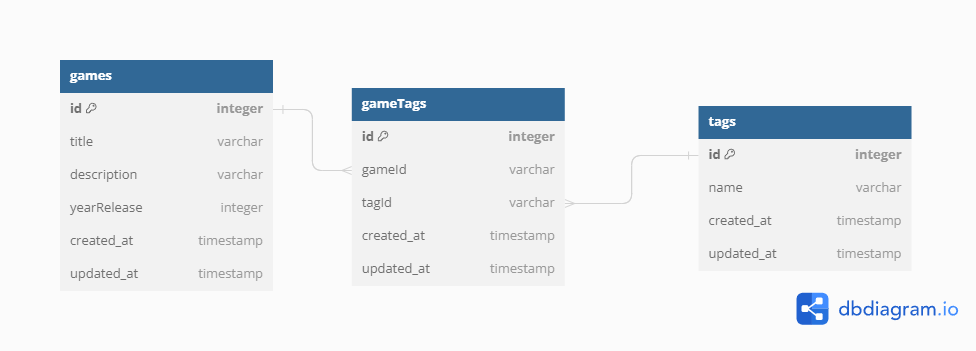 games
id integer
title varchar
description varchar
yearRelease integer
created_at timestamp
updated_at timestamp
gameTags
id integer
gameId varchar
tagId varchar
created_at timestamp
updated_at timestamp
tags
id integer
name varchar
created_at timestamp
updated_at timestamp
dbdiagram.io